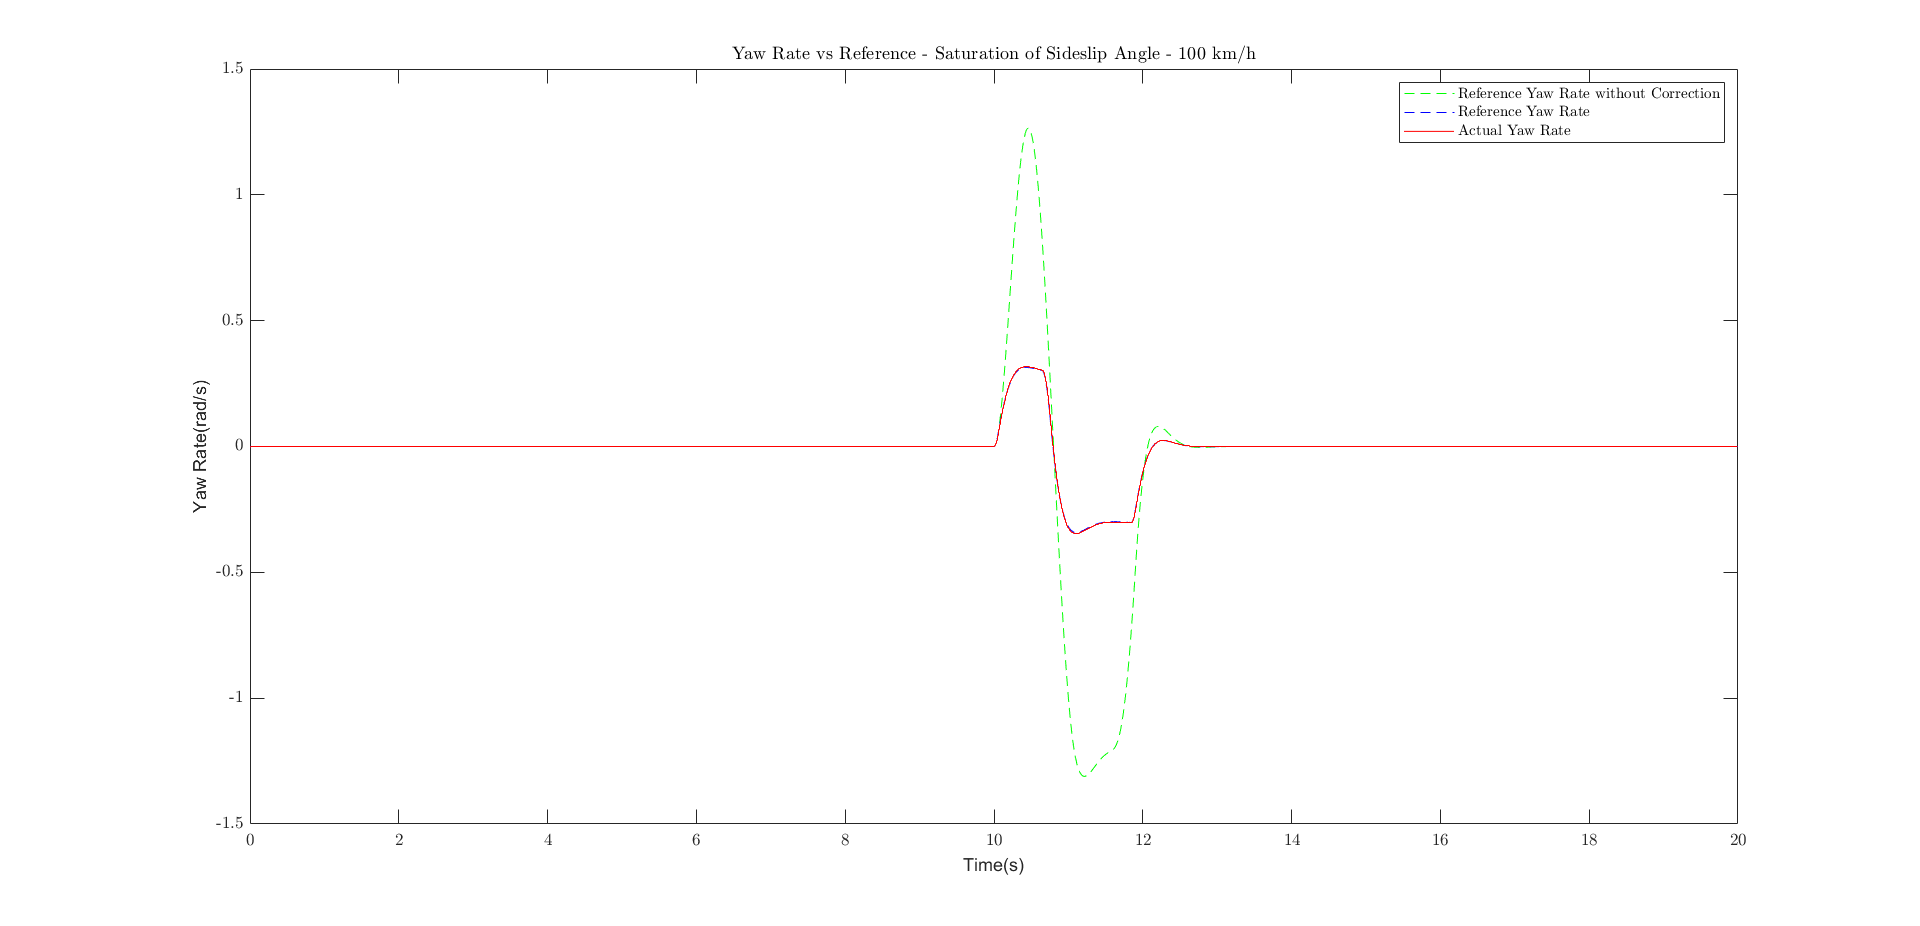 Yaw Rate vs Reference - Saturation of Sideslip Angle - 100 km/h
Reference Yaw Rate without Correction
Reference Yaw Rate
Actual Yaw Rate
Yaw Rate(rad/s)
1.5
1
0.5
0
-0.5
-1
-1.5
0 2 4 6 8 10 12 14 16 18 20
Time(s)